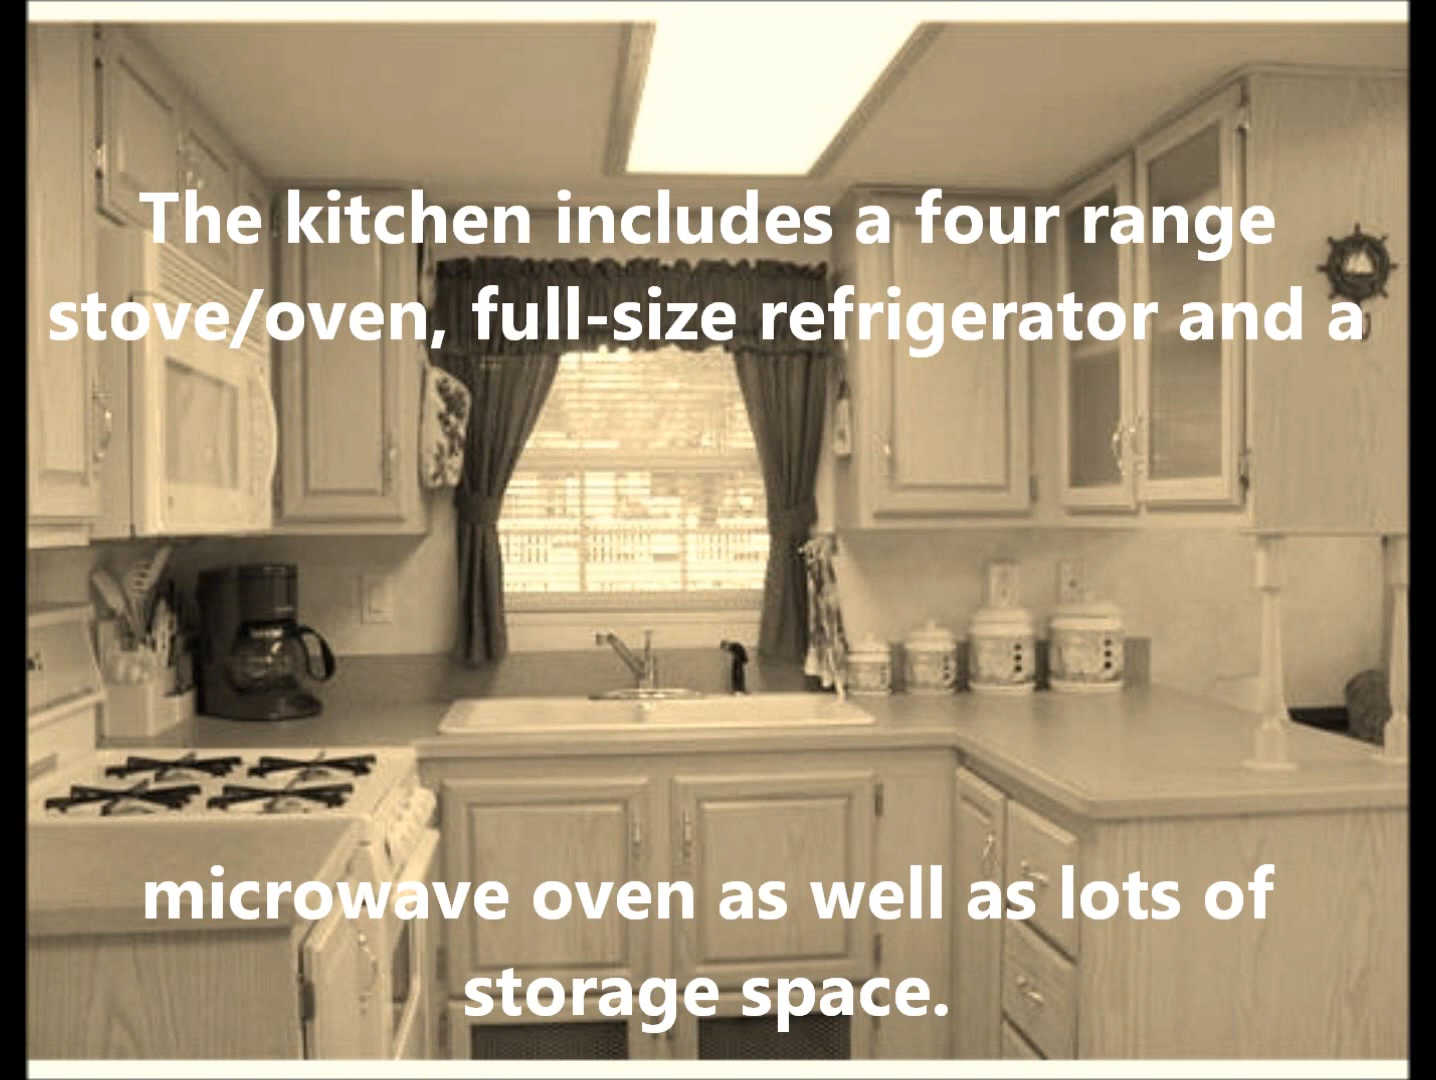 The kitchen includes a four range
stove/oven, full-size refrigerator and a
microwave oven as well as lots of
storage space.